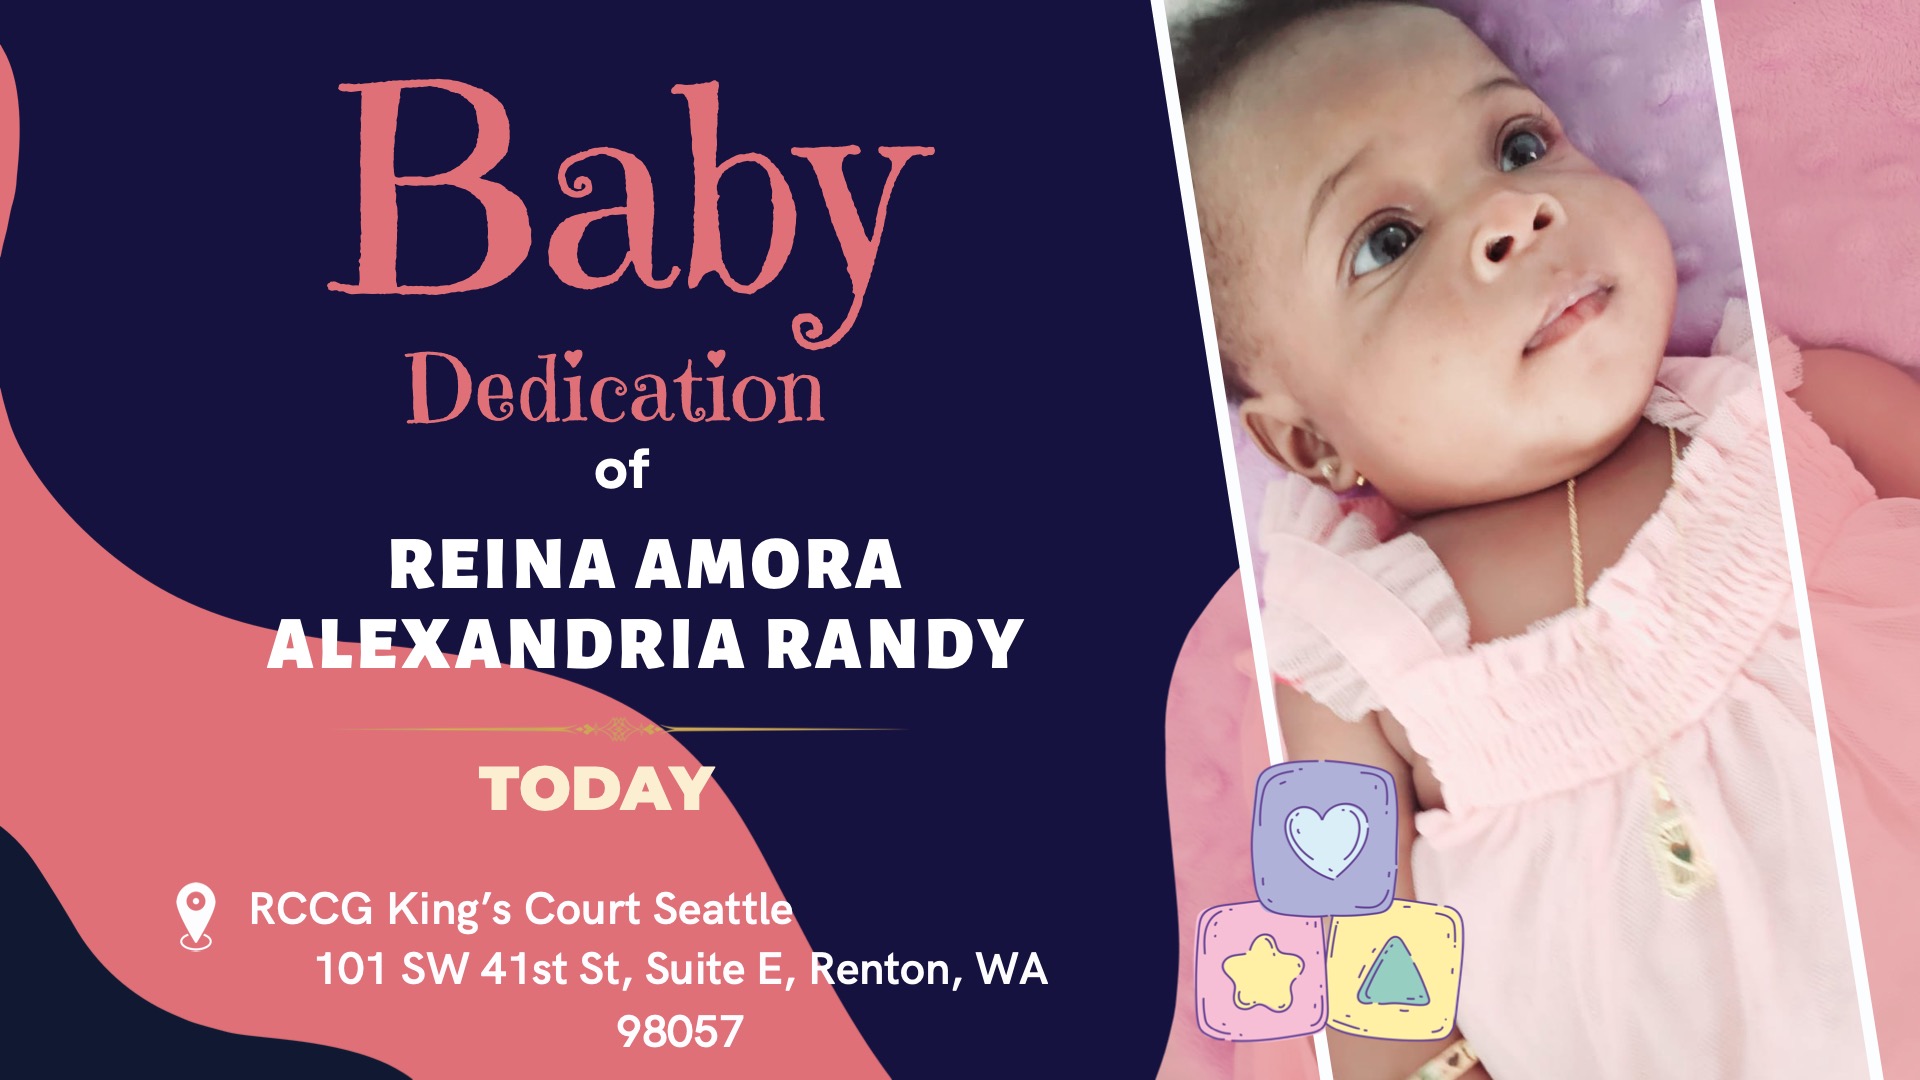 Baby
Dedication
of
REINA AMORA
ALEXANDRIA RANDY
TODAY
RCCG King’s Court Seattle
101 SW 41st St, Suite E, Renton, WA
98057